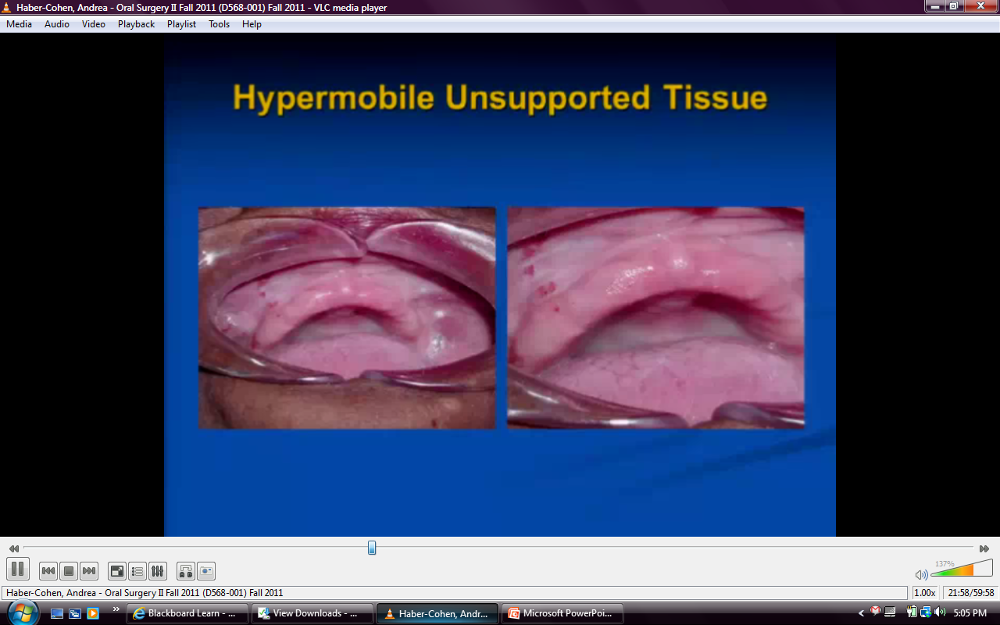 Haber-Cohen, Andrea - Oral Surgery II Fall 2011 (D568-001) Fall 2011 - VLC media player
Media Audio Video Playback Playlist Tools Help
Hypermobile Unsupported Tissue
137%
Haber-Cohen, Andrea - Oral Surgery II Fall 2011 (D568-001) Fall 2011 1.00x 21:58/59:58
Blackboard Learn - ... View Downloads - ... Haber-Cohen, Andr... Microsoft PowerPoi... 5:05 PM